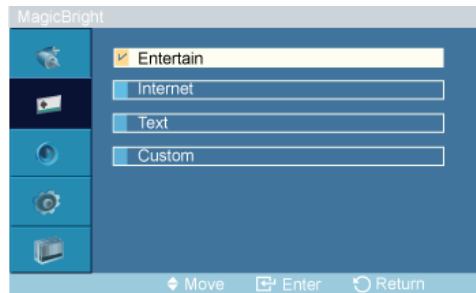 MagicBright
Entertain
Internet
Text
Custom
Move Enter Return